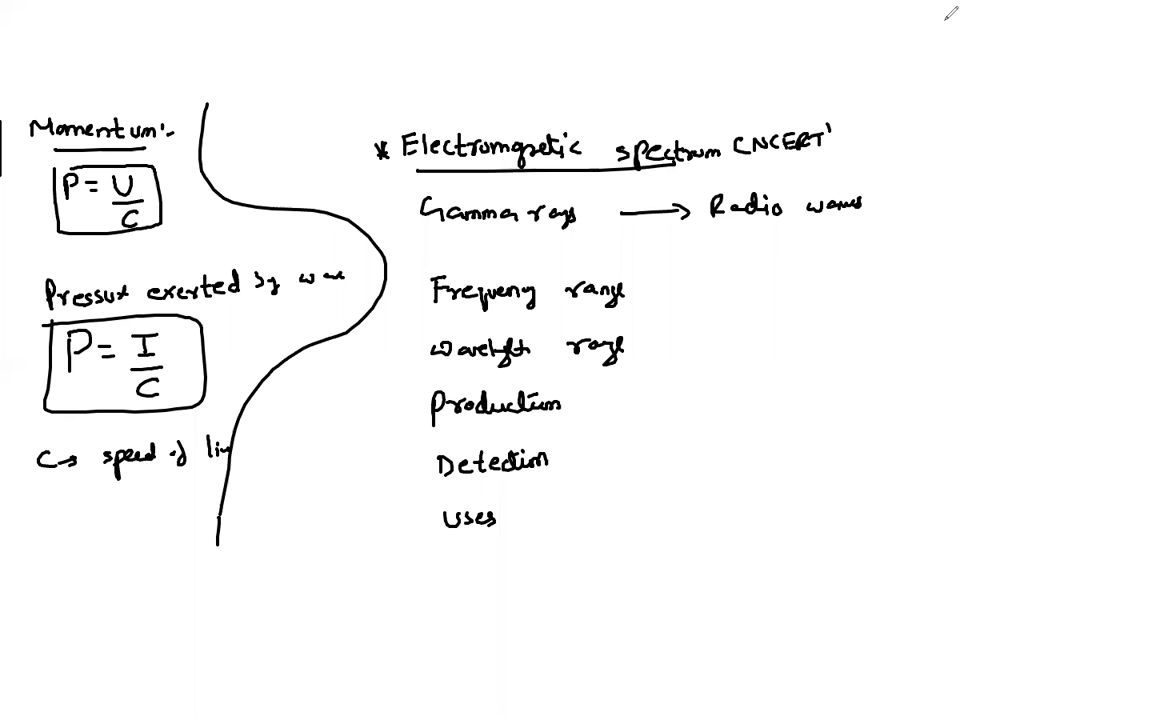 Momentum:-
P = U/C
Pressure exerted by wave
P = I/C
C → speed of
* Electromgnetic spectrum (NCERT)
Gamma rays → Radio waves
Frequency range
Wavelength range
Production
Detection
Uses